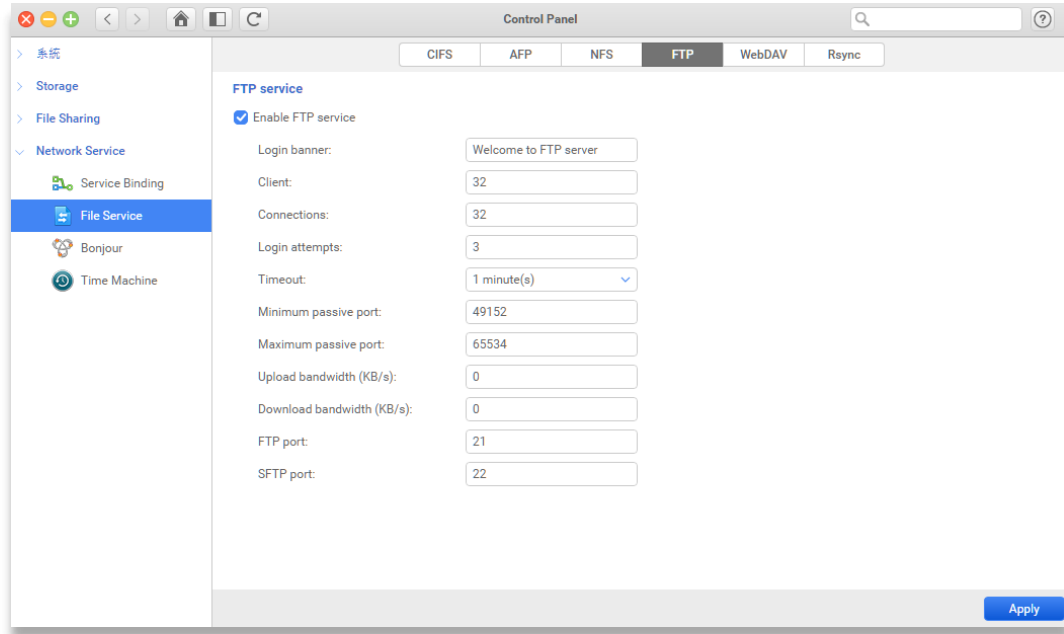 Control Panel
系統
Storage
File Sharing
Network Service
Service Binding
File Service
Bonjour
Time Machine
CIFS AFP NFS FTP WebDAV Rsync
FTP service
Enable FTP service
Login banner: Welcome to FTP server
Client: 32
Connections: 32
Login attempts: 3
Timeout: 1 minute(s)
Minimum passive port: 49152
Maximum passive port: 65534
Upload bandwidth (KB/s): 0
Download bandwidth (KB/s): 0
FTP port: 21
SFTP port: 22
Apply